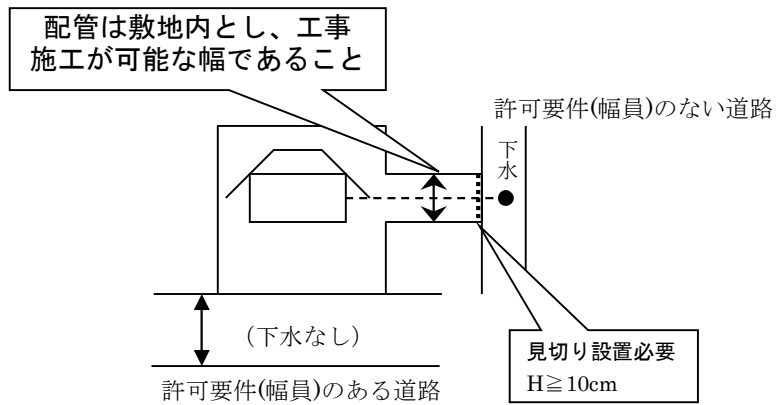 配管は敷地内とし、工事
施工が可能な幅であること
許可要件(幅員)のない道路
下水
(下水なし)
見切り設置必要
H≧10cm
許可要件(幅員)のある道路